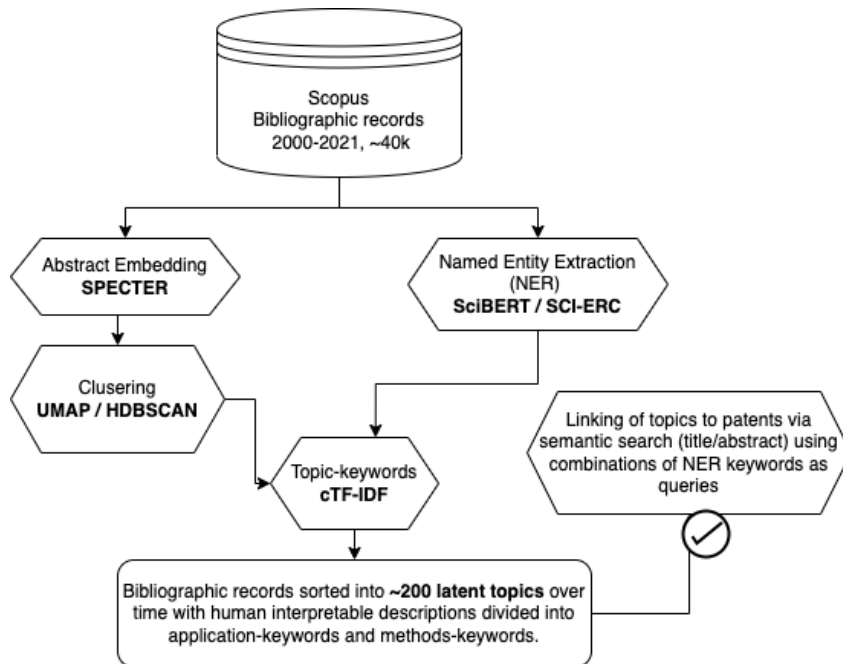 Scopus
Bibliographic records
2000-2021, ~40k
Abstract Embedding
SPECTER
Named Entity Extraction
(NER)
SciBERT / SCI-ERC
Clusering
UMAP / HDBSCAN
Linking of topics to patents via
semantic search (title/abstract) using
combinations of NER keywords as
queries
Topic-keywords
cTF-IDF
Bibliographic records sorted into ~200 latent topics over
time with human interpretable descriptions divided into
application-keywords and methods-keywords.